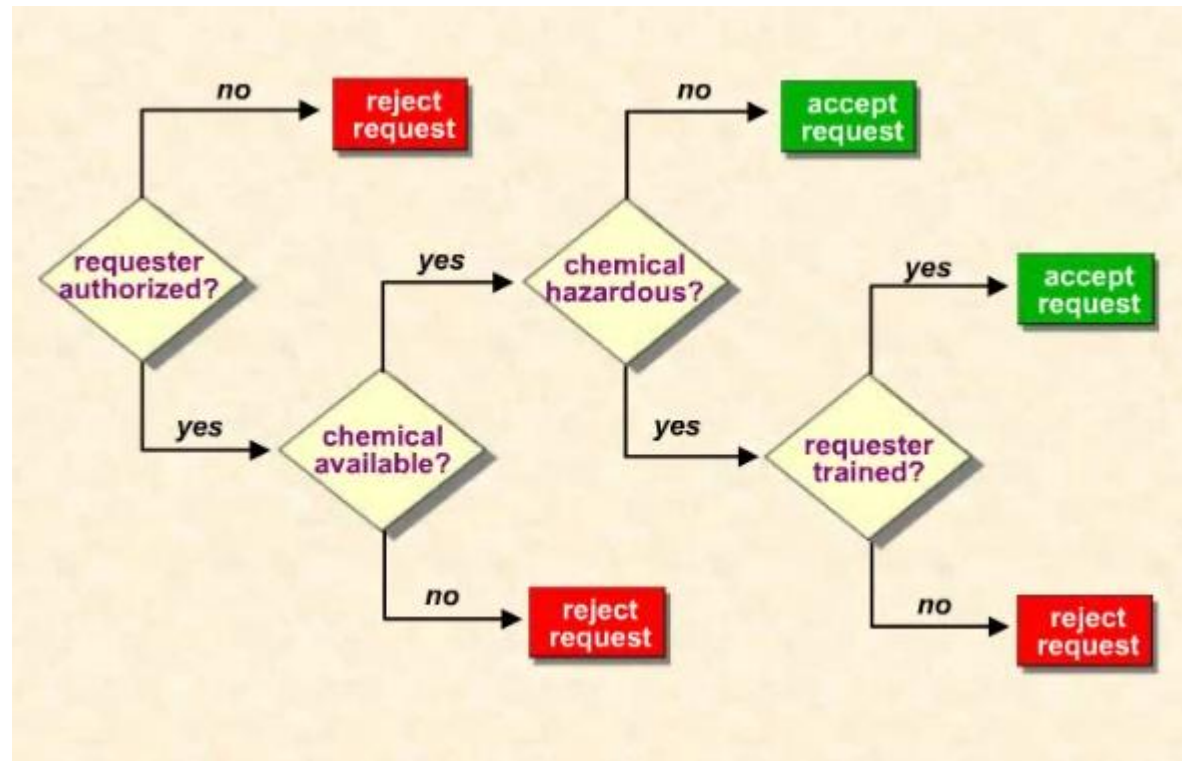 no
reject
request
no
accept
request
requester
authorized?
yes
chemical
hazardous?
yes
accept
request
yes
chemical
available?
yes
requester
trained?
no
reject
request
no
reject
request